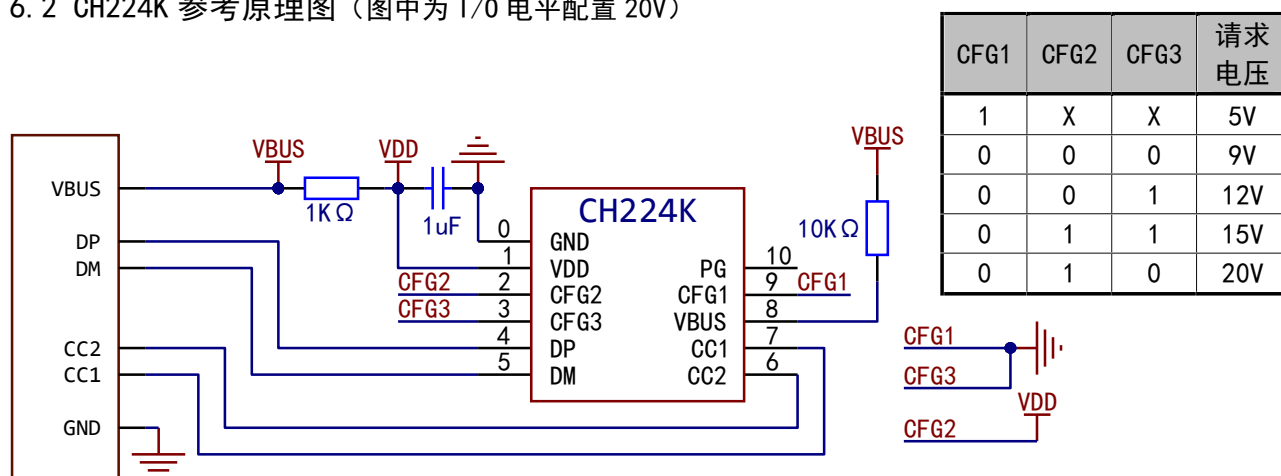 6.2 CH224K 参考原理图（图中为 I/O 电平配置 20V）
CFG1 CFG2 CFG3 请求电压
1 X X 5V
0 0 0 9V
0 0 1 12V
0 1 1 15V
0 1 0 20V
VBUS
DP
DM
CC2
CC1
GND
VBUS
1KΩ
VDD
1uF
CH224K
0 GND
1 VDD
CFG2 2 CFG2
CFG3 3 CFG3
4 DP
5 DM
PG 10
CFG1 9 CFG1
VBUS 8
CC1 7
CC2 6
VBUS
10KΩ
CFG1
CFG3
VDD
CFG2